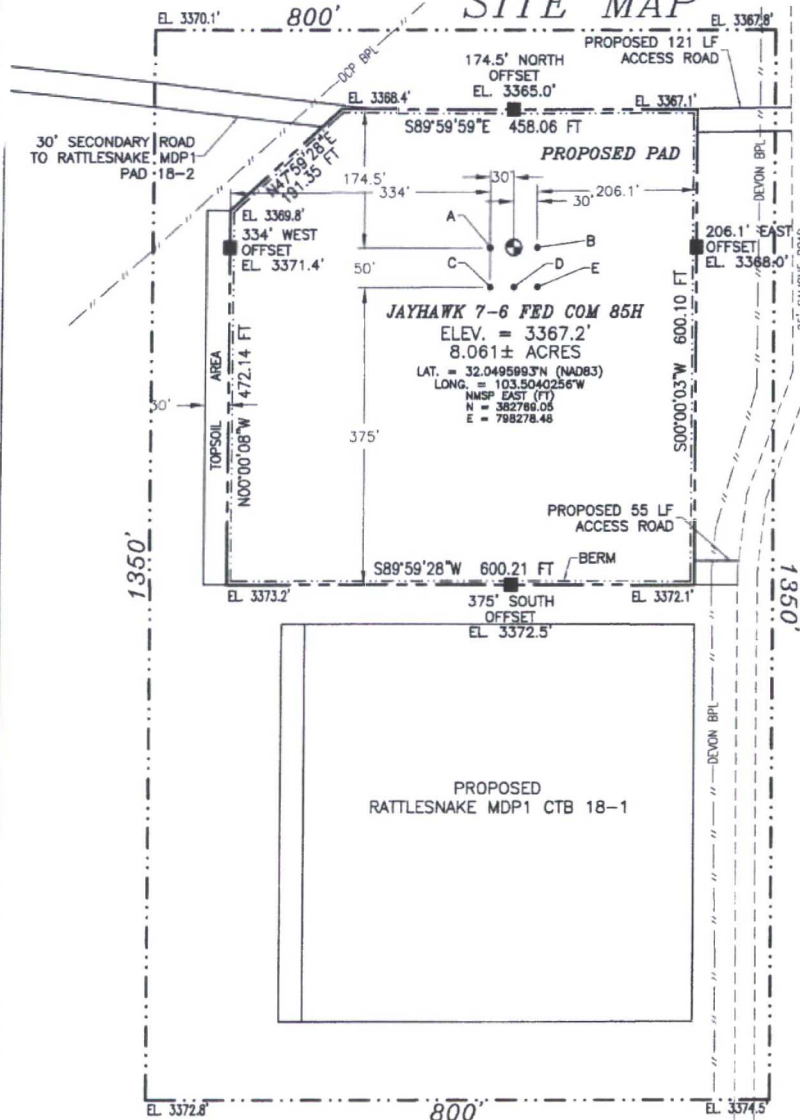 SITE MAP
EL. 3370.1'
800'
EL. 3367.8'
PROPOSED 121 LF
ACCESS ROAD
DCP BPL
174.5' NORTH
OFFSET
EL. 3365.0'
EL. 3368.4'
EL. 3367.1'
S89°59'59"E 458.06 FT
30' SECONDARY ROAD
TO RATTLESNAKE MDP1
PAD 18-2
N47°59'28"E
191.35 FT
PROPOSED PAD
DEVON BPL
174.5'
334'
30'
206.1'
30'
EL. 3369.8'
334' WEST
OFFSET
EL. 3371.4'
A
B
206.1' EAST
OFFSET
EL. 3368.0'
50'
C
D
E
JAYHAWK 7-6 FED COM 85H
ELEV. = 3367.2'
8.061± ACRES
LAT. = 32.0495993°N (NAD83)
LONG. = 103.5040256°W
NMSP EAST (FT)
N = 382769.05
E = 798278.48
TOPSOIL AREA
30'
N00°00'08"W 472.14 FT
S00°00'03"W 600.10 FT
375'
PROPOSED 55 LF
ACCESS ROAD
1350'
1350'
S89°59'28"W 600.21 FT
BERM
EL. 3373.2'
375' SOUTH
OFFSET
EL. 3372.5'
EL. 3372.1'
DEVON BPL
PROPOSED
RATTLESNAKE MDP1 CTB 18-1
EL. 3372.8'
800'
EL. 3374.5'